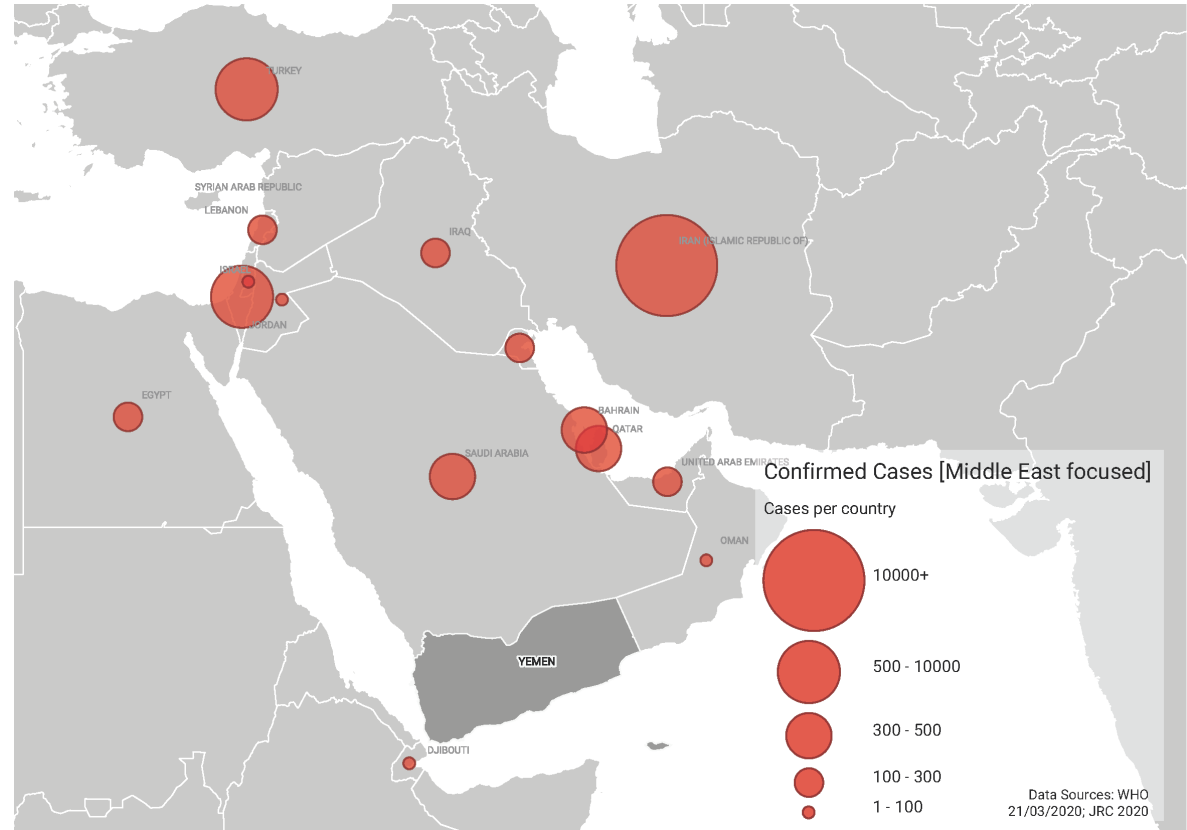 TURKEY
SYRIAN ARAB REPUBLIC
LEBANON
IRAQ
IRAN (ISLAMIC REPUBLIC OF)
ISRAEL
JORDAN
EGYPT
BAHRAIN
QATAR
SAUDI ARABIA
UNITED ARAB EMIRATES
OMAN
YEMEN
DJIBOUTI
Confirmed Cases [Middle East focused]
Cases per country
10000+
500 - 10000
300 - 500
100 - 300
1 - 100
Data Sources: WHO
21/03/2020; JRC 2020